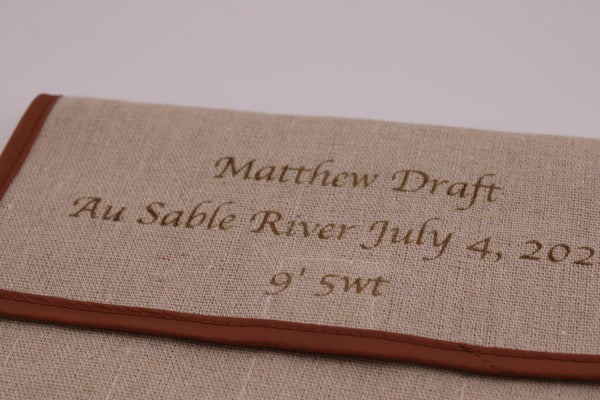 Matthew Draft
Au Sable River July 4, 202
9' 5wt